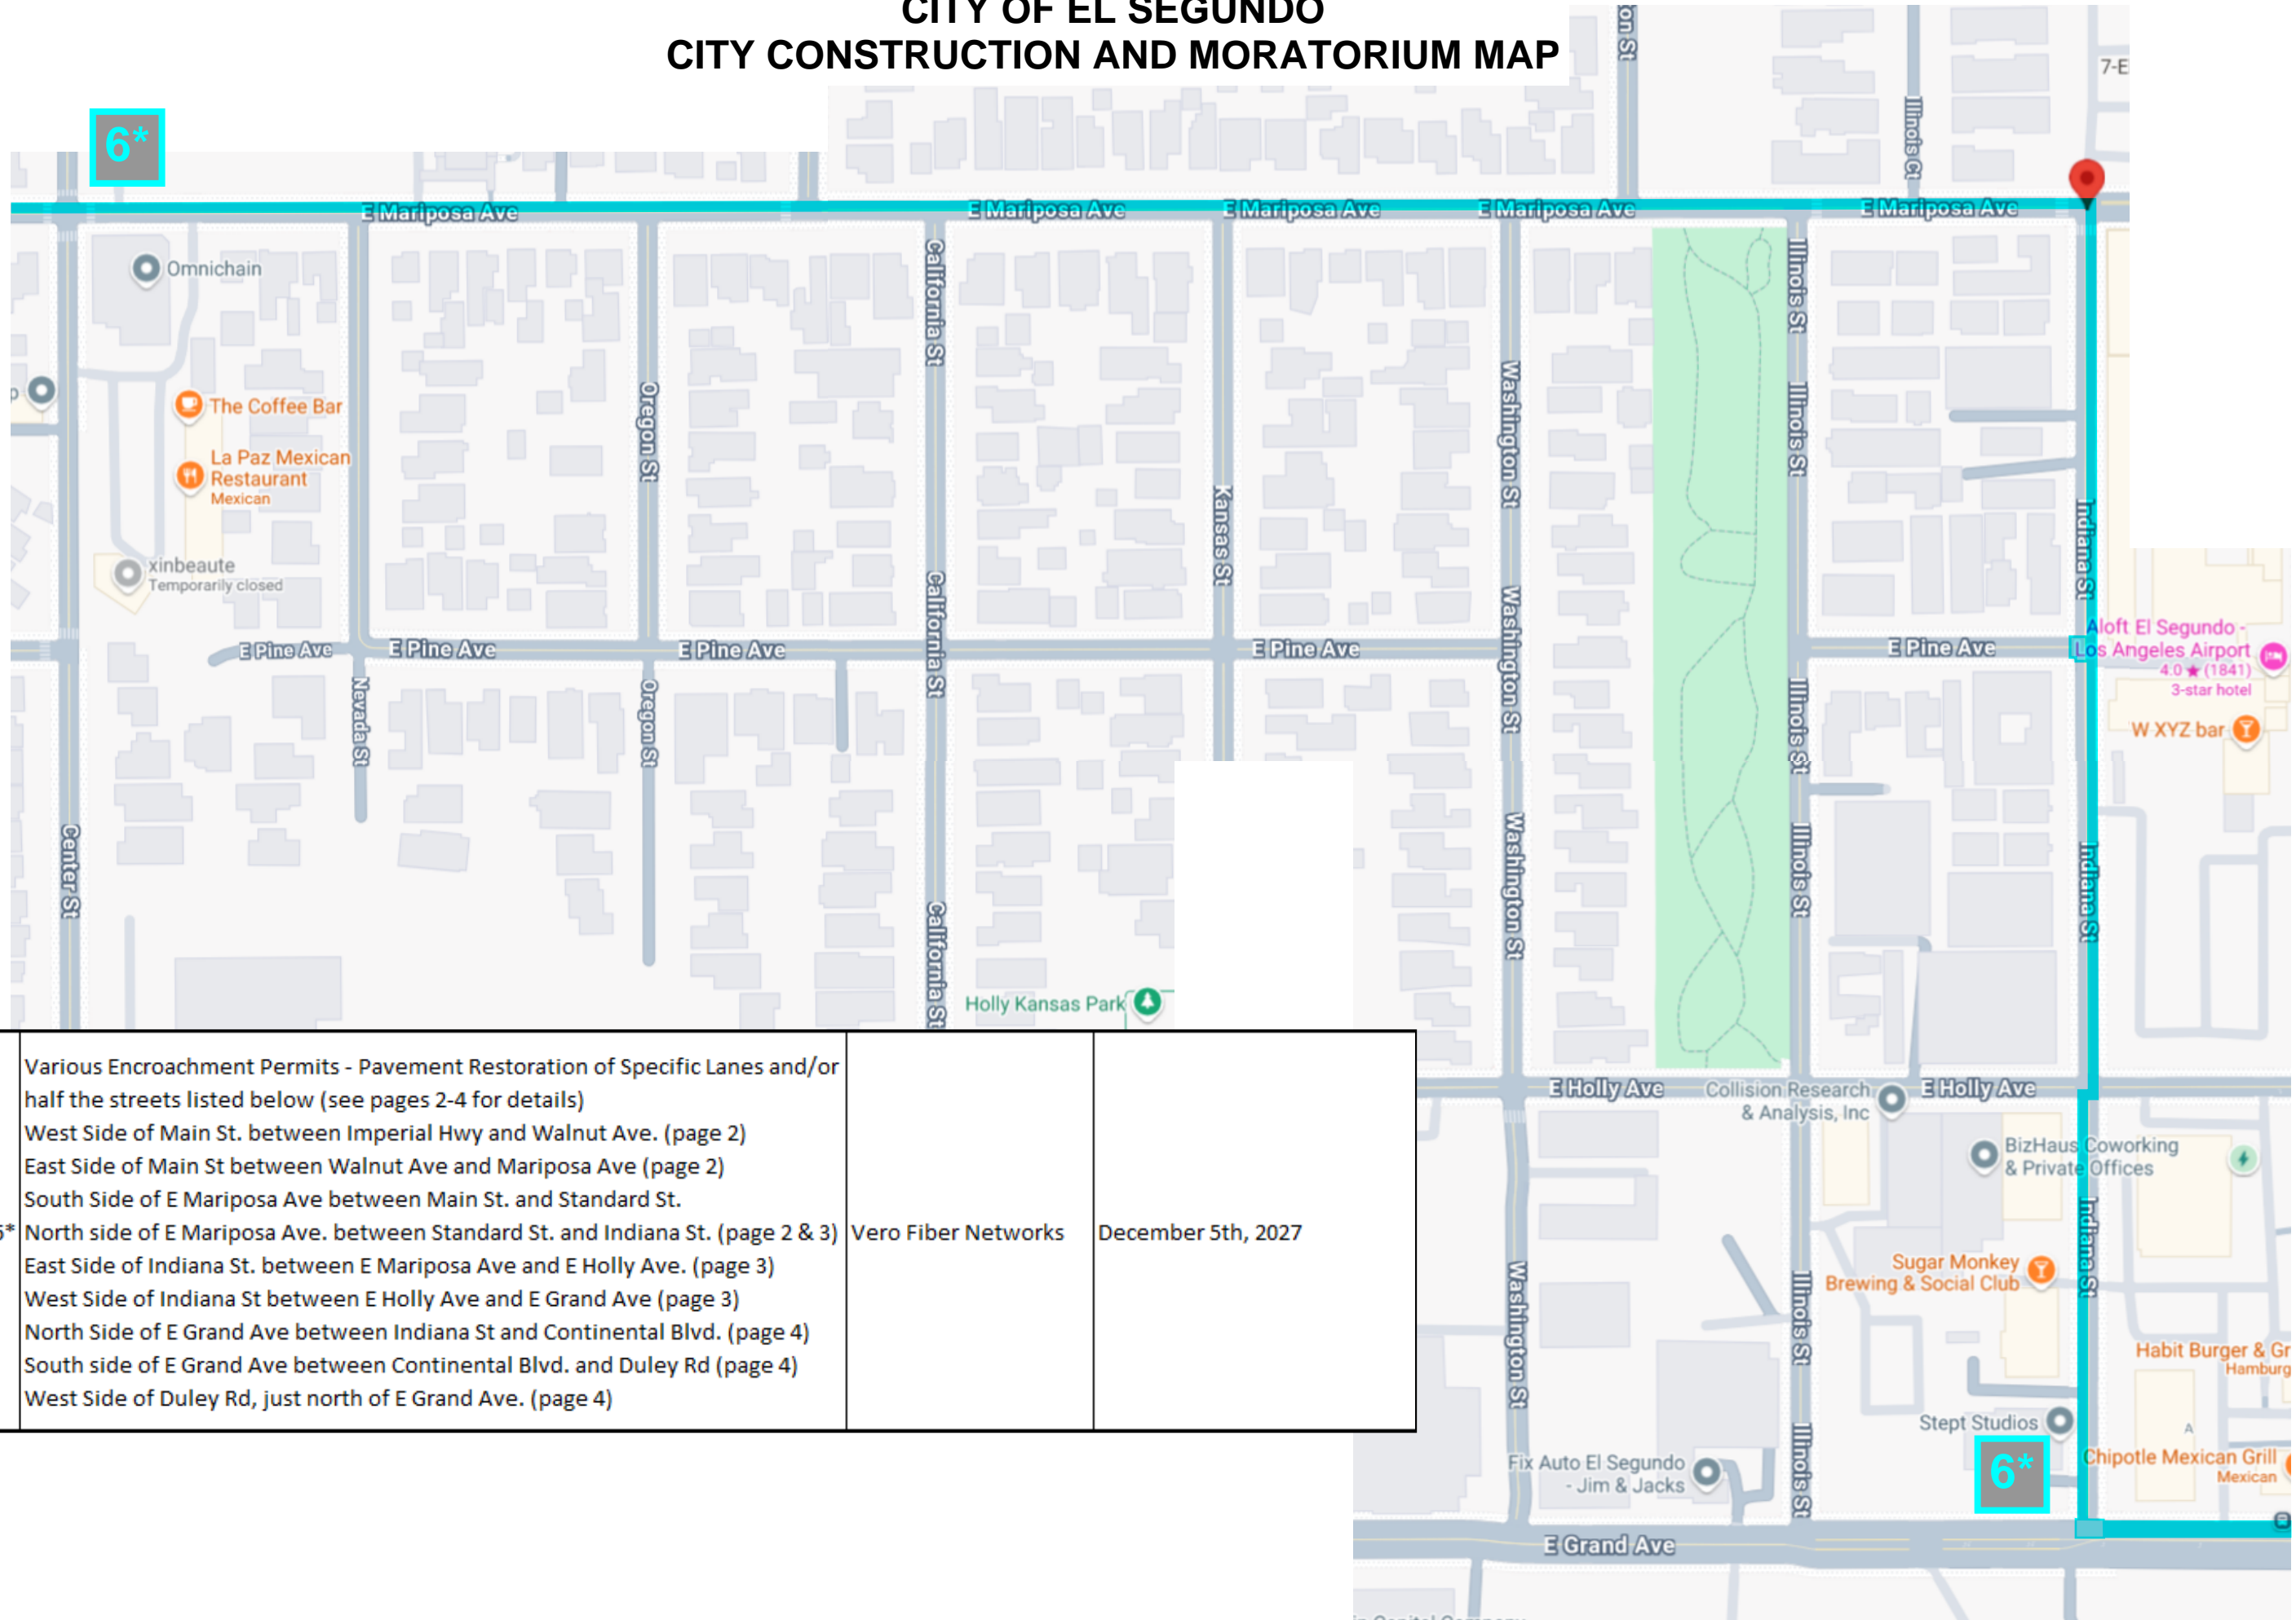 CITY OF EL SEGUNDO
CITY CONSTRUCTION AND MORATORIUM MAP
6*
7-E
Illinois Ct
E Mariposa Ave
E Mariposa Ave
E Mariposa Ave
E Mariposa Ave
E Mariposa Ave
Omnichain
California St
Illinois St
The Coffee Bar
Oregon St
Washington St
Illinois St
La Paz Mexican
Restaurant
Mexican
Kansas St
Indiana St
xinbeaute
Temporarily closed
California St
Washington St
Aloft El Segundo -
Los Angeles Airport
4.0 ★ (1841)
3-star hotel
E Pine Ave
E Pine Ave
E Pine Ave
E Pine Ave
E Pine Ave
Nevada St
Oregon St
Illinois St
W XYZ bar
Center St
Washington St
Illinois St
Indiana St
California St
Holly Kansas Park
Various Encroachment Permits - Pavement Restoration of Specific Lanes and/or
half the streets listed below (see pages 2-4 for details)
West Side of Main St. between Imperial Hwy and Walnut Ave. (page 2)
East Side of Main St between Walnut Ave and Mariposa Ave (page 2)
South Side of E Mariposa Ave between Main St. and Standard St.
North side of E Mariposa Ave. between Standard St. and Indiana St. (page 2 & 3)
East Side of Indiana St. between E Mariposa Ave and E Holly Ave. (page 3)
West Side of Indiana St between E Holly Ave and E Grand Ave (page 3)
North Side of E Grand Ave between Indiana St and Continental Blvd. (page 4)
South side of E Grand Ave between Continental Blvd. and Duley Rd (page 4)
West Side of Duley Rd, just north of E Grand Ave. (page 4)
Vero Fiber Networks
December 5th, 2027
E Holly Ave
Collision Research
& Analysis, Inc
E Holly Ave
BizHaus Coworking
& Private Offices
Indiana St
Sugar Monkey
Brewing & Social Club
Washington St
Illinois St
Habit Burger & Gr
Hamburg
Stept Studios
A
Illinois St
6*
Chipotle Mexican Grill
Mexican
Fix Auto El Segundo
- Jim & Jacks
E Grand Ave